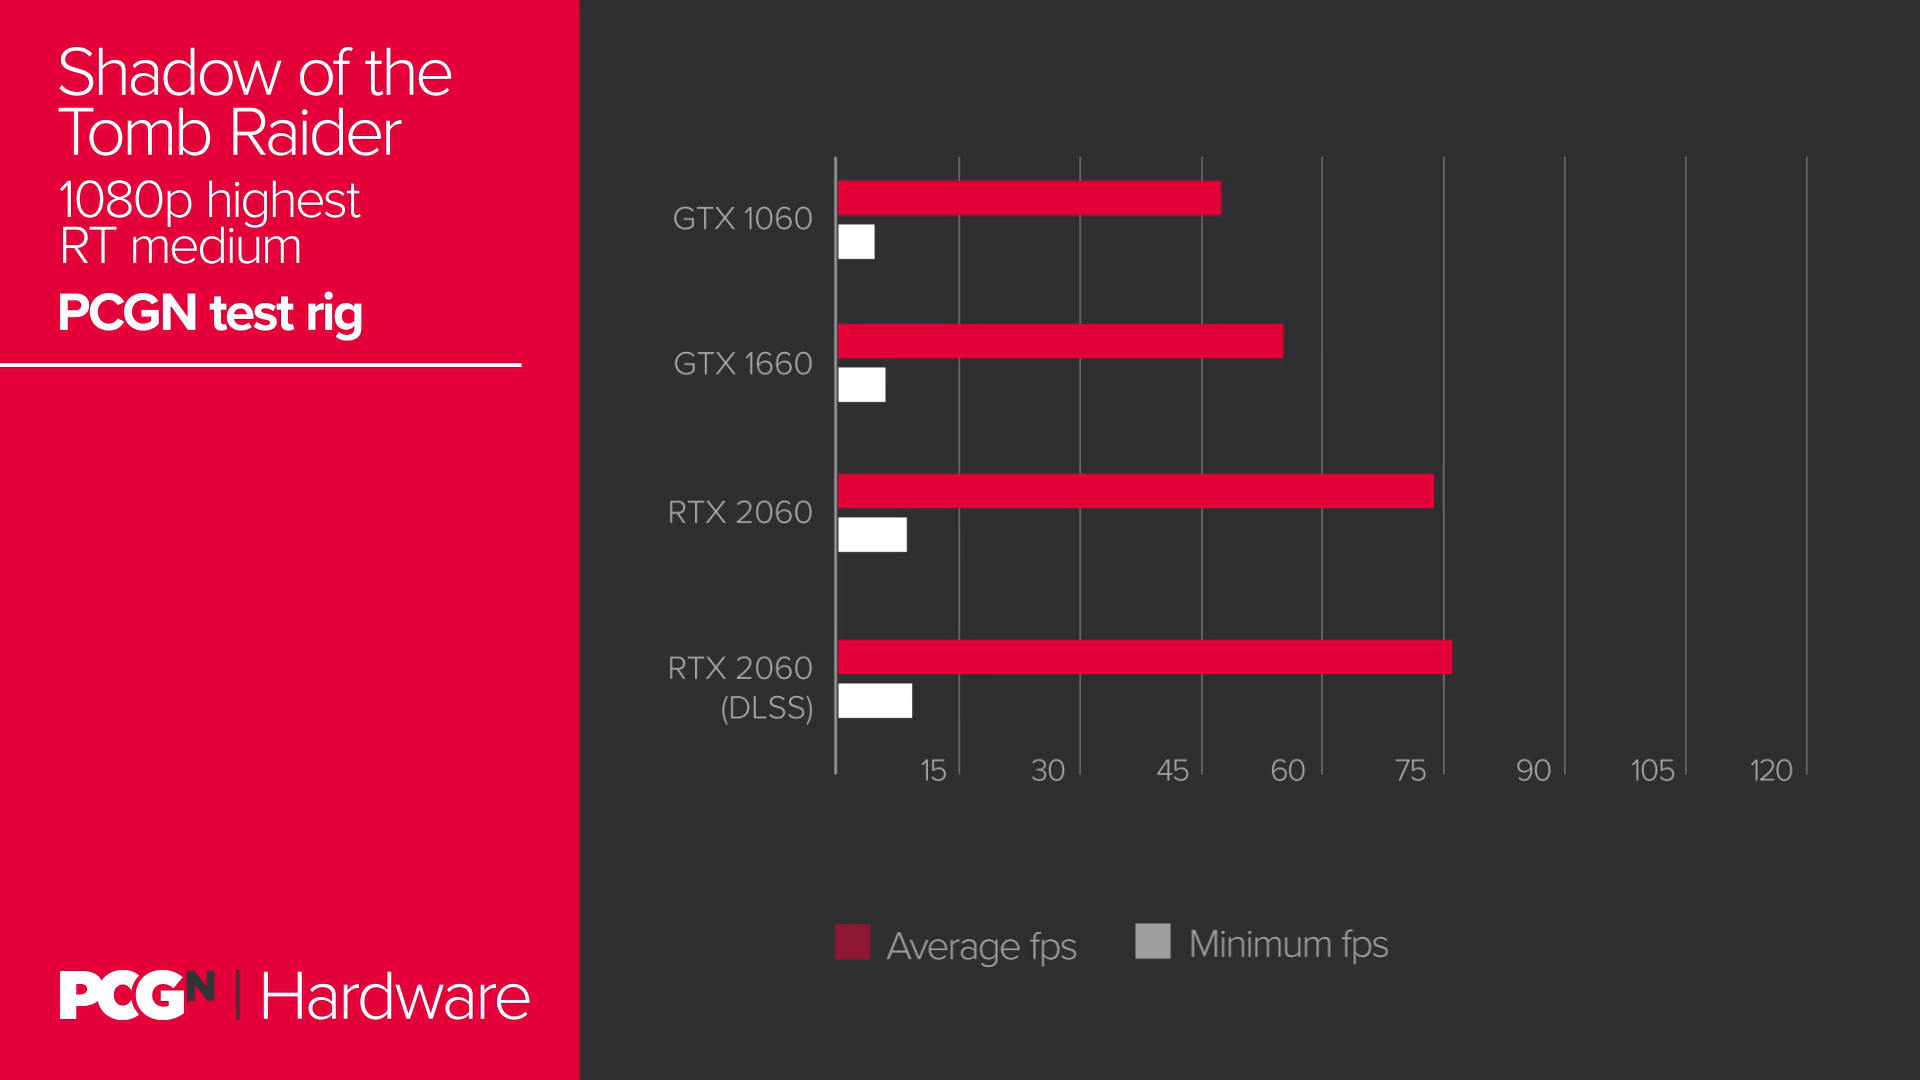 Shadow of the
Tomb Raider
1080p highest
RT medium
PCGN test rig
GTX 1060
GTX 1660
RTX 2060
RTX 2060
(DLSS)
15 30 45 60 75 90 105 120
Average fps Minimum fps
PCGN | Hardware